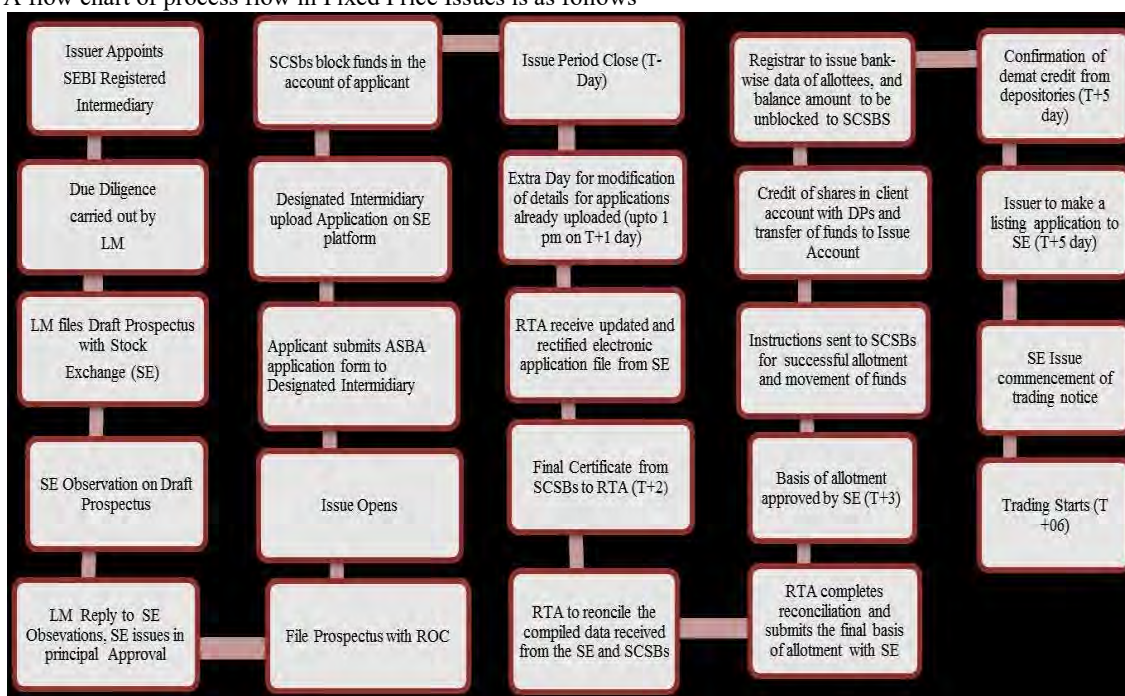 A flow chart of process flow in Fixed Price Issues is as follows
Issuer Appoints
SEBI Registered
Intermediary
Due Diligence
carried out by
LM
LM files Draft Prospectus
with Stock
Exchange (SE)
SE Observation on Draft
Prospectus
LM Reply to SE
Obsevations, SE issues in
principal Approval
File Prospectus with ROC
Issue Opens
Applicant submits ASBA
application form to
Designated Intermidiary
Designated Intermidiary
upload Application on SE
platform
SCSbs block funds in the
account of applicant
Issue Period Close (T-
Day)
Extra Day for modification
of details for applications
already uploaded (upto 1
pm on T+1 day)
RTA receive updated and
rectified electronic
application file from SE
Final Certificate from
SCSBs to RTA (T+2)
RTA to reconcile the
compiled data received
from the SE and SCSBs
RTA completes
reconciliation and
submits the final basis
of allotment with SE
Basis of allotment
approved by SE (T+3)
Instructions sent to SCSBs
for successful allotment
and movement of funds
Credit of shares in client
account with DPs and
transfer of funds to Issue
Account
Registrar to issue bank-
wise data of allottees, and
balance amount to be
unblocked to SCSBS
Confirmation of
demat credit from
depositories (T+5
day)
Issuer to make a
listing application to
SE (T+5 day)
SE Issue
commencement of
trading notice
Trading Starts (T
+06)